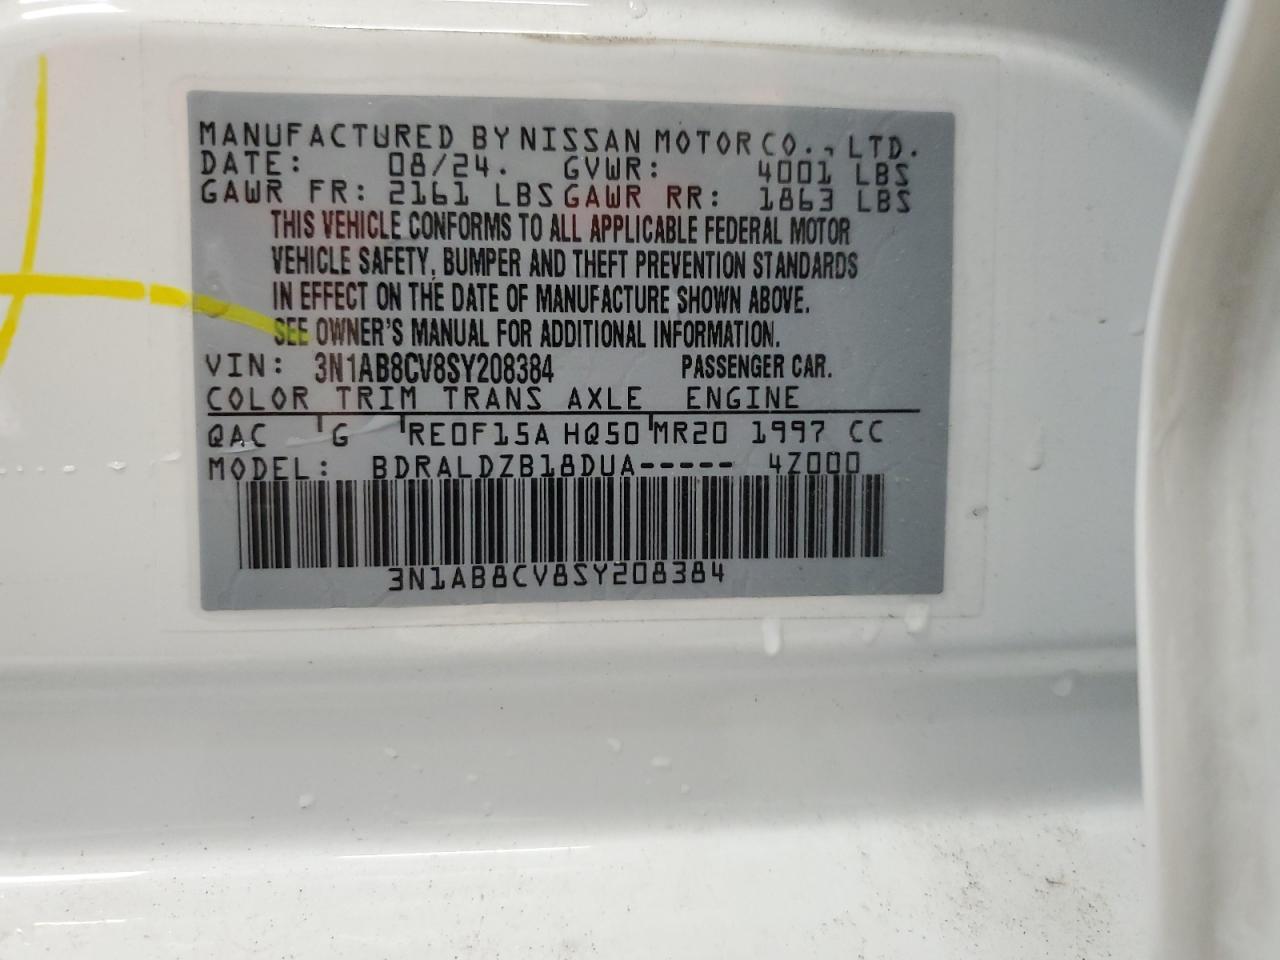 MANUFACTURED BY NISSAN MOTOR CO., LTD.
DATE: 08/24. GVWR: 4001 LBS
GAWR FR: 2161 LBS GAWR RR: 1863 LBS
THIS VEHICLE CONFORMS TO ALL APPLICABLE FEDERAL MOTOR
VEHICLE SAFETY, BUMPER AND THEFT PREVENTION STANDARDS
IN EFFECT ON THE DATE OF MANUFACTURE SHOWN ABOVE.
SEE OWNER'S MANUAL FOR ADDITIONAL INFORMATION.
VIN: 3N1AB8CV8SY208384 PASSENGER CAR.
COLOR TRIM TRANS AXLE ENGINE
QAC G RE0F15A HQ50 MR20 1997 CC
MODEL: BDRALDZB18DUA----- 4Z000
3N1AB8CV8SY208384